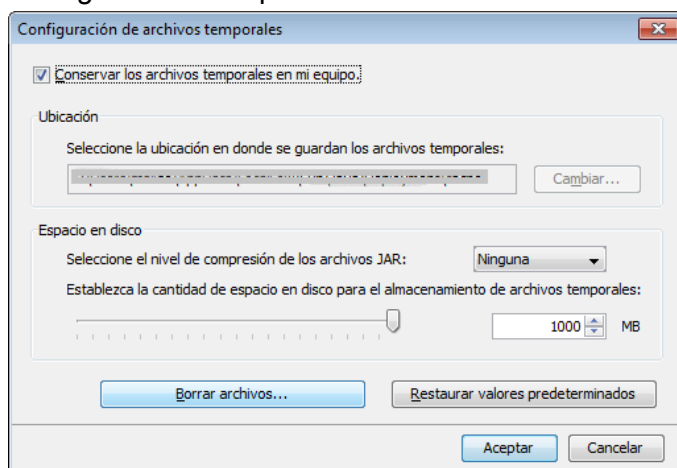 Configuración de archivos temporales
Conservar los archivos temporales en mi equipo.
Ubicación
Seleccione la ubicación en donde se guardan los archivos temporales:
Cambiar...
Espacio en disco
Seleccione el nivel de compresión de los archivos JAR:
Ninguna
Establezca la cantidad de espacio en disco para el almacenamiento de archivos temporales:
1000 MB
Borrar archivos...
Restaurar valores predeterminados
Aceptar
Cancelar